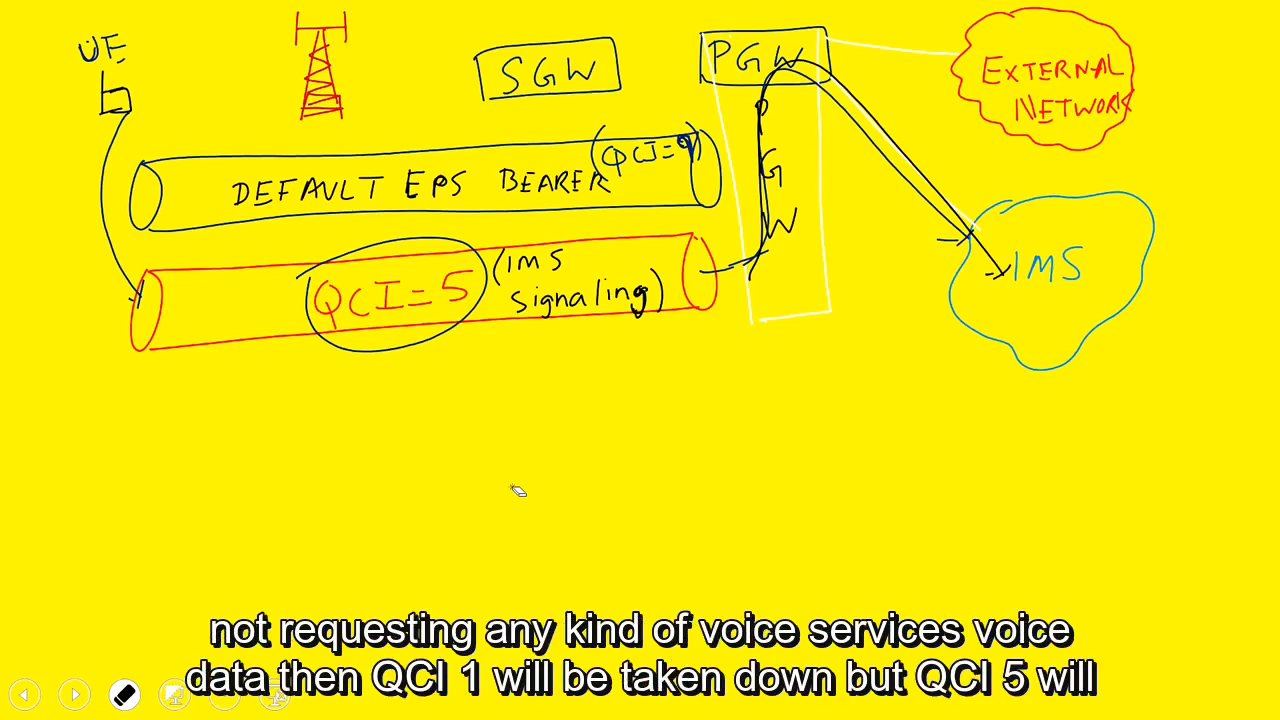 UE
SGW
PGW
EXTERNAL
NETWORK
(QCI=9)
DEFAULT EPS BEARER
PGW
QCI=5
(IMS
signaling)
IMS
not requesting any kind of voice services voice
data then QCI 1 will be taken down but QCI 5 will